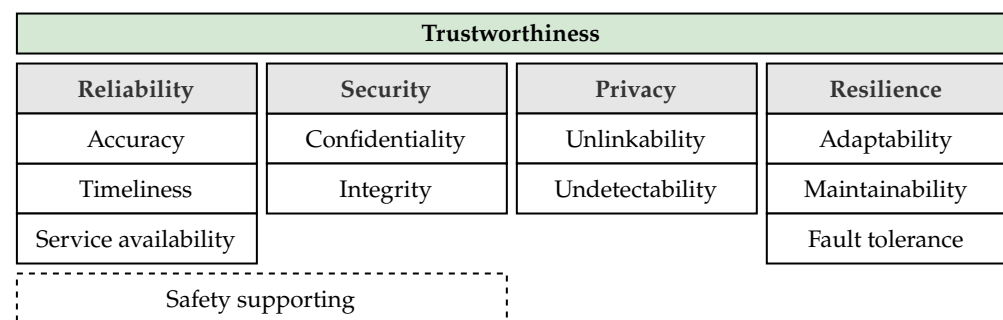 Trustworthiness
Reliability Security Privacy Resilience
Accuracy Confidentiality Unlinkability Adaptability
Timeliness Integrity Undetectability Maintainability
Service availability Fault tolerance
Safety supporting